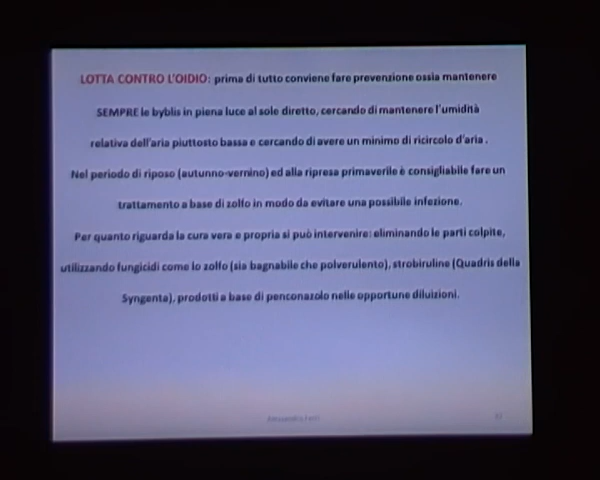 LOTTA CONTRO L'OIDIO: prima di tutto conviene fare prevenzione ossia mantenere
SEMPRE le byblis in piena luce al sole diretto, cercando di mantenere l'umidità
relativa dell'aria piuttosto bassa e cercando di avere un minimo di ricircolo d'aria .
Nel periodo di riposo (autunno-vernino) ed alla ripresa primaverile è consigliabile fare un
trattamento a base di zolfo in modo da evitare una possibile infezione.
Per quanto riguarda la cura vera e propria si può intervenire: eliminando le parti colpite,
utilizzando fungicidi come lo zolfo (sia bagnabile che polverulento), strobiruline (Quadris della
Syngenta), prodotti a base di penconazolo nelle opportune diluizioni.